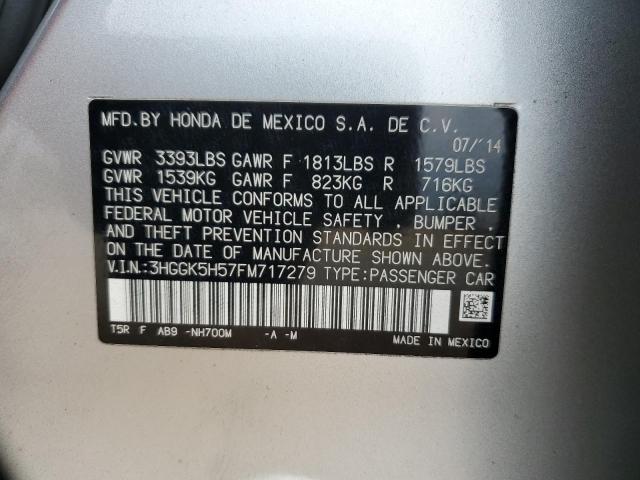 MFD.BY HONDA DE MEXICO S.A. DE C.V.
07/'14
GVWR 3393LBS GAWR F 1813LBS R 1579LBS
GVWR 1539KG GAWR F 823KG R 716KG
THIS VEHICLE CONFORMS TO ALL APPLICABLE
FEDERAL MOTOR VEHICLE SAFETY , BUMPER ,
AND THEFT PREVENTION STANDARDS IN EFFECT
ON THE DATE OF MANUFACTURE SHOWN ABOVE.
V.I.N.:3HGGK5H57FM717279 TYPE:PASSENGER CAR
T5R F AB9 -NH700M -A -M
MADE IN MEXICO